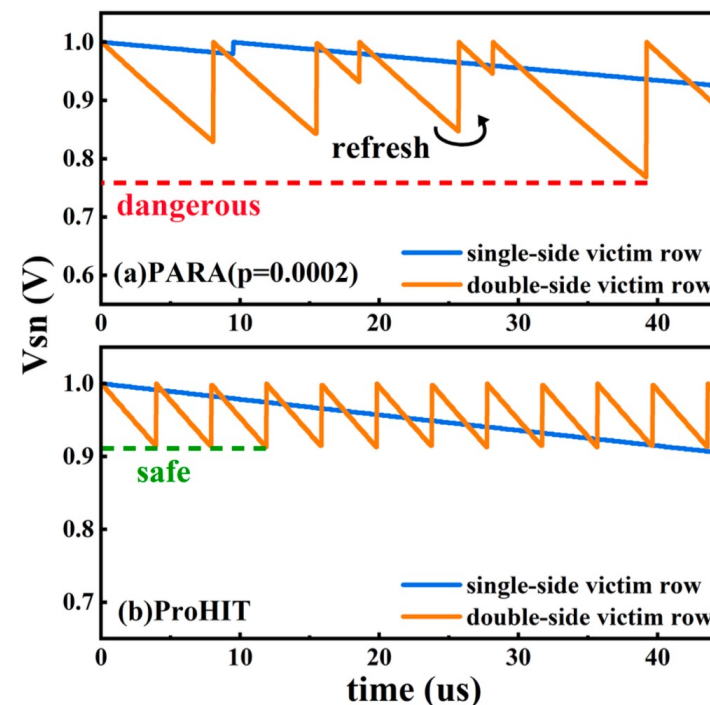 1.0
0.9
0.8
0.7
0.6
refresh
dangerous
(a)PARA(p=0.0002)
single-side victim row
double-side victim row
0 10 20 30 40
Vsn (V)
1.0
0.9
0.8
0.7
safe
(b)ProHIT
single-side victim row
double-side victim row
0 10 20 30 40
time (us)